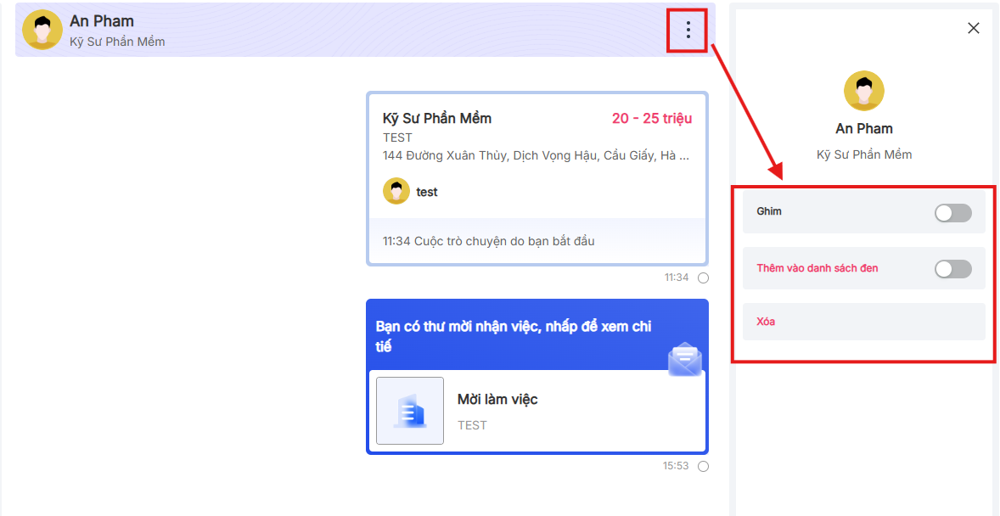 An Pham
Kỹ Sư Phần Mềm
Kỹ Sư Phần Mềm 20 - 25 triệu
TEST
144 Đường Xuân Thủy, Dịch Vọng Hậu, Cầu Giấy, Hà ...
test
11:34 Cuộc trò chuyện do bạn bắt đầu
11:34
Bạn có thư mời nhận việc, nhấp để xem chi
tiế
Mời làm việc
TEST
15:53
An Pham
Kỹ Sư Phần Mềm
Ghim
Thêm vào danh sách đen
Xóa